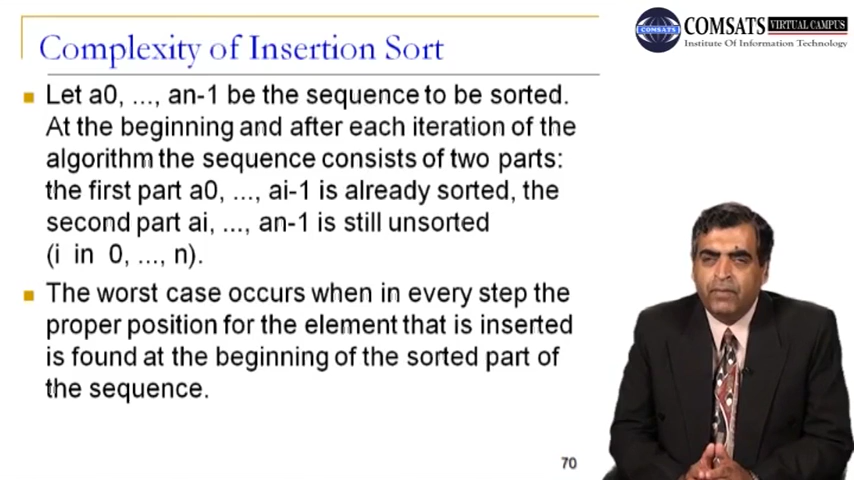 Complexity of Insertion Sort
COMSATS VIRTUAL CAMPUS
Institute Of Information Technology
COMSATS
Let a0, ..., an-1 be the sequence to be sorted.
At the beginning and after each iteration of the
algorithm the sequence consists of two parts:
the first part a0, ..., ai-1 is already sorted, the
second part ai, ..., an-1 is still unsorted
(i in 0, ..., n).
The worst case occurs when in every step the
proper position for the element that is inserted
is found at the beginning of the sorted part of
the sequence.
70